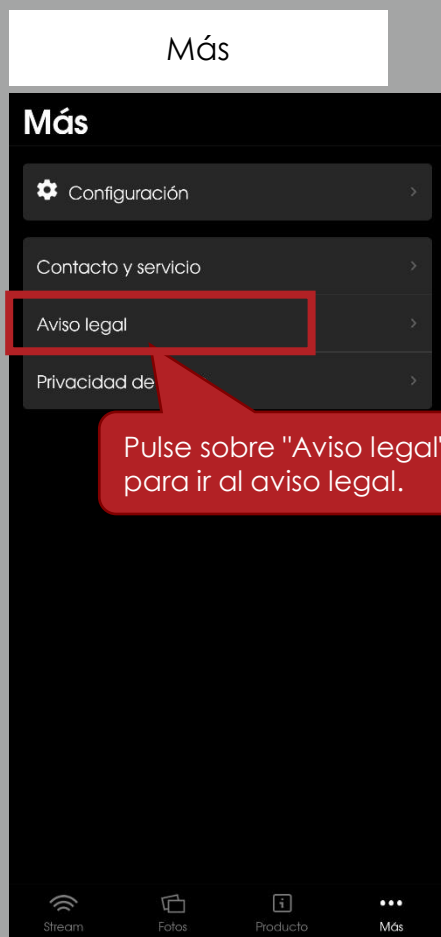 Más
Más
Configuración
Contacto y servicio
Aviso legal
Privacidad de
Pulse sobre "Aviso legal"
para ir al aviso legal.
Stream
Fotos
Producto
Más